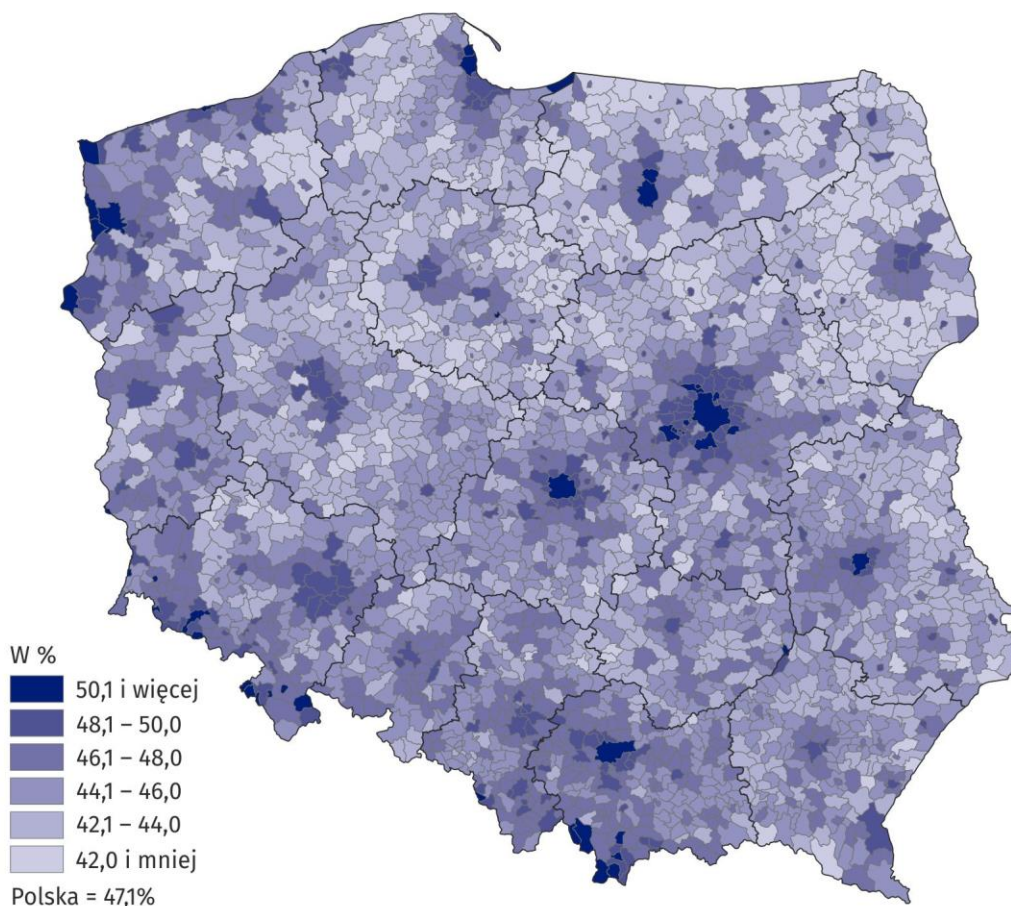 W %
50,1 i więcej
48,1 – 50,0
46,1 – 48,0
44,1 – 46,0
42,1 – 44,0
42,0 i mniej
Polska = 47,1%